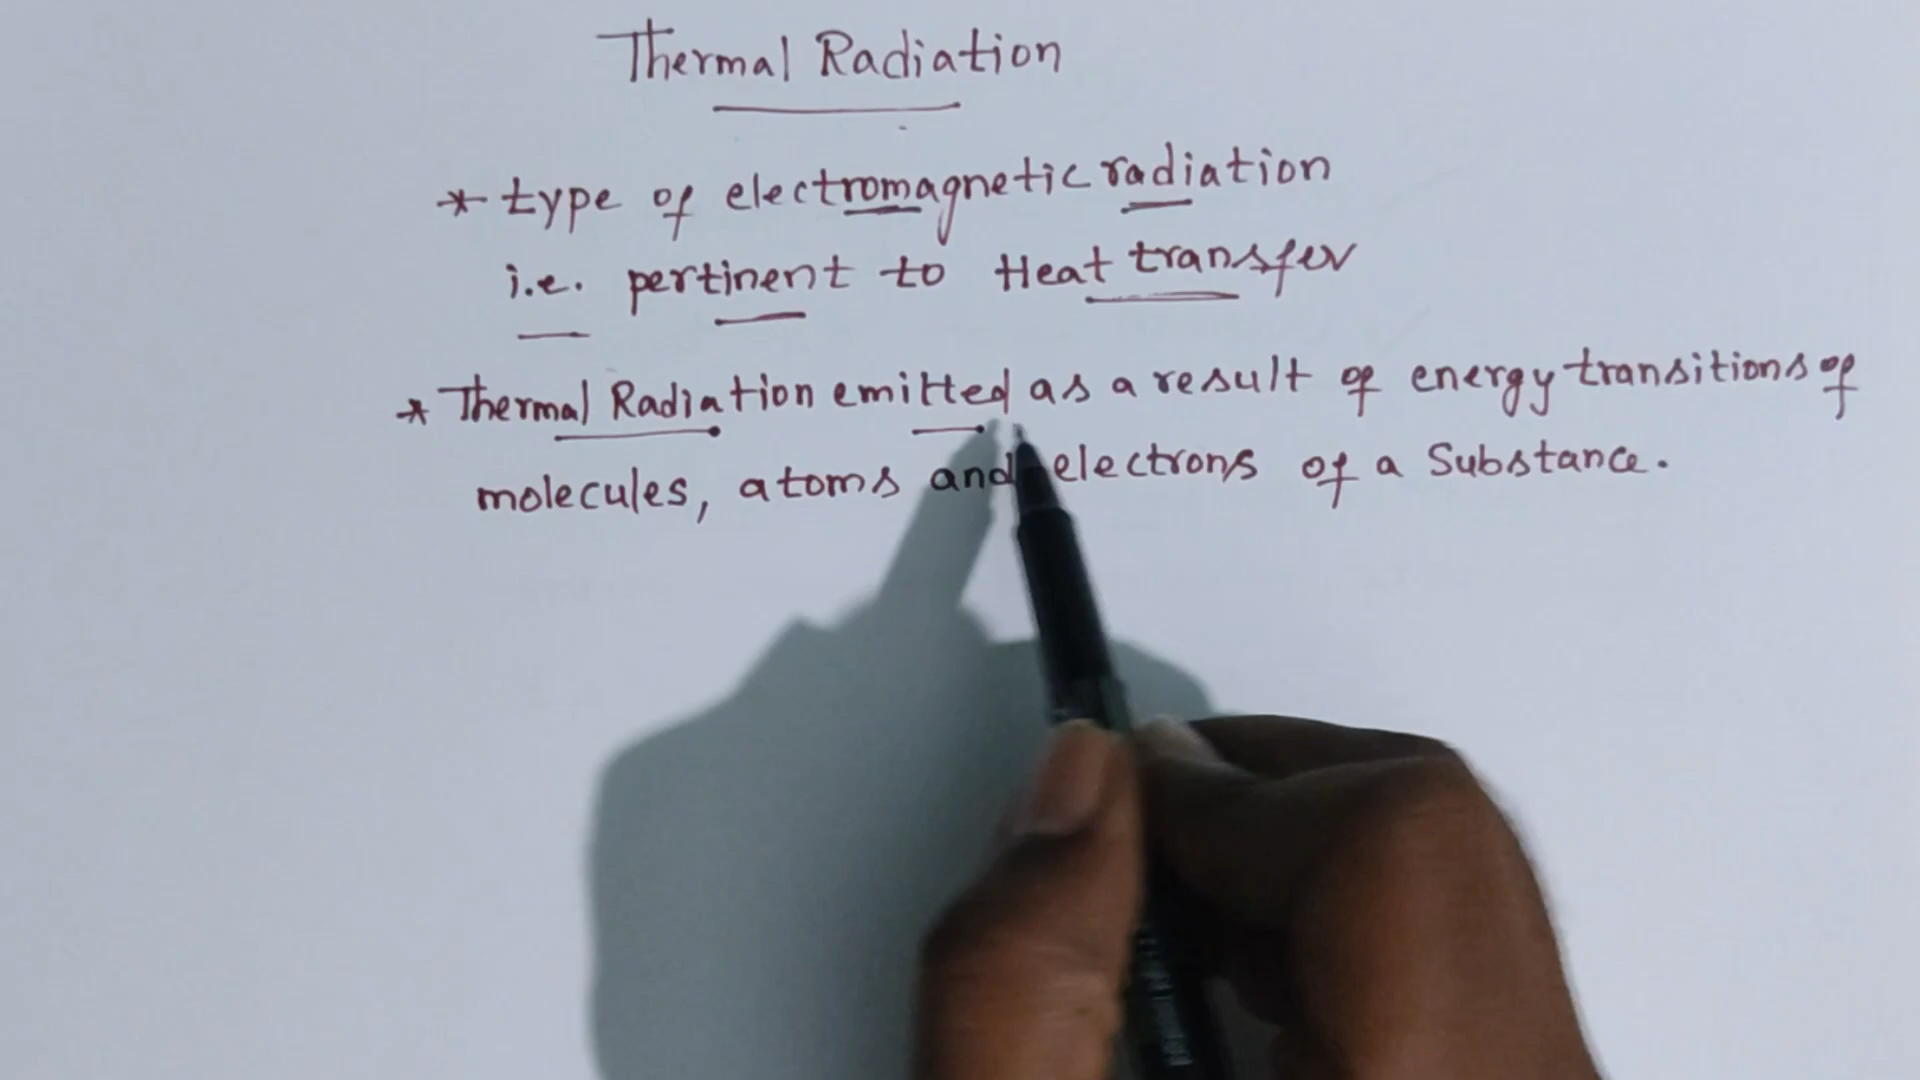 Thermal Radiation
* type of electromagnetic radiation
i.e. pertinent to Heat transfer
* Thermal Radiation emitted as a result of energy transitions of
molecules, atoms and electrons of a Substance.